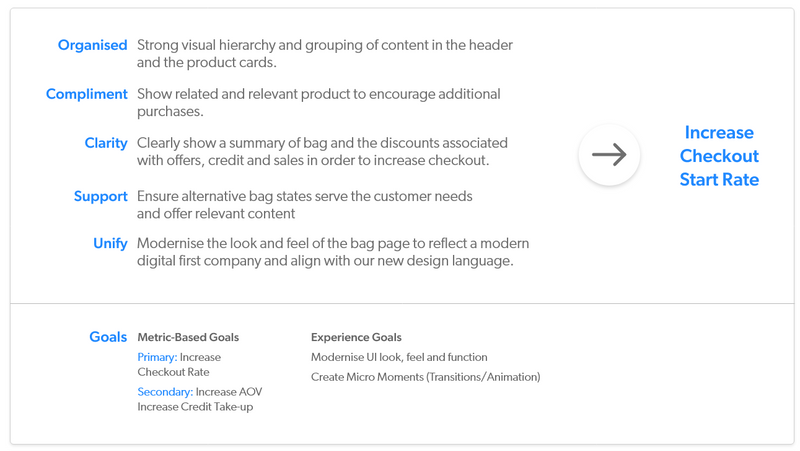 Organised
Strong visual hierarchy and grouping of content in the header
and the product cards.
Compliment
Show related and relevant product to encourage additional
purchases.
Clarity
Clearly show a summary of bag and the discounts associated
with offers, credit and sales in order to increase checkout.
Support
Ensure alternative bag states serve the customer needs
and offer relevant content
Unify
Modernise the look and feel of the bag page to reflect a modern
digital first company and align with our new design language.
Increase
Checkout
Start Rate
Goals
Metric-Based Goals
Primary: Increase
Checkout Rate
Secondary: Increase AOV
Increase Credit Take-up
Experience Goals
Modernise UI look, feel and function
Create Micro Moments (Transitions/Animation)